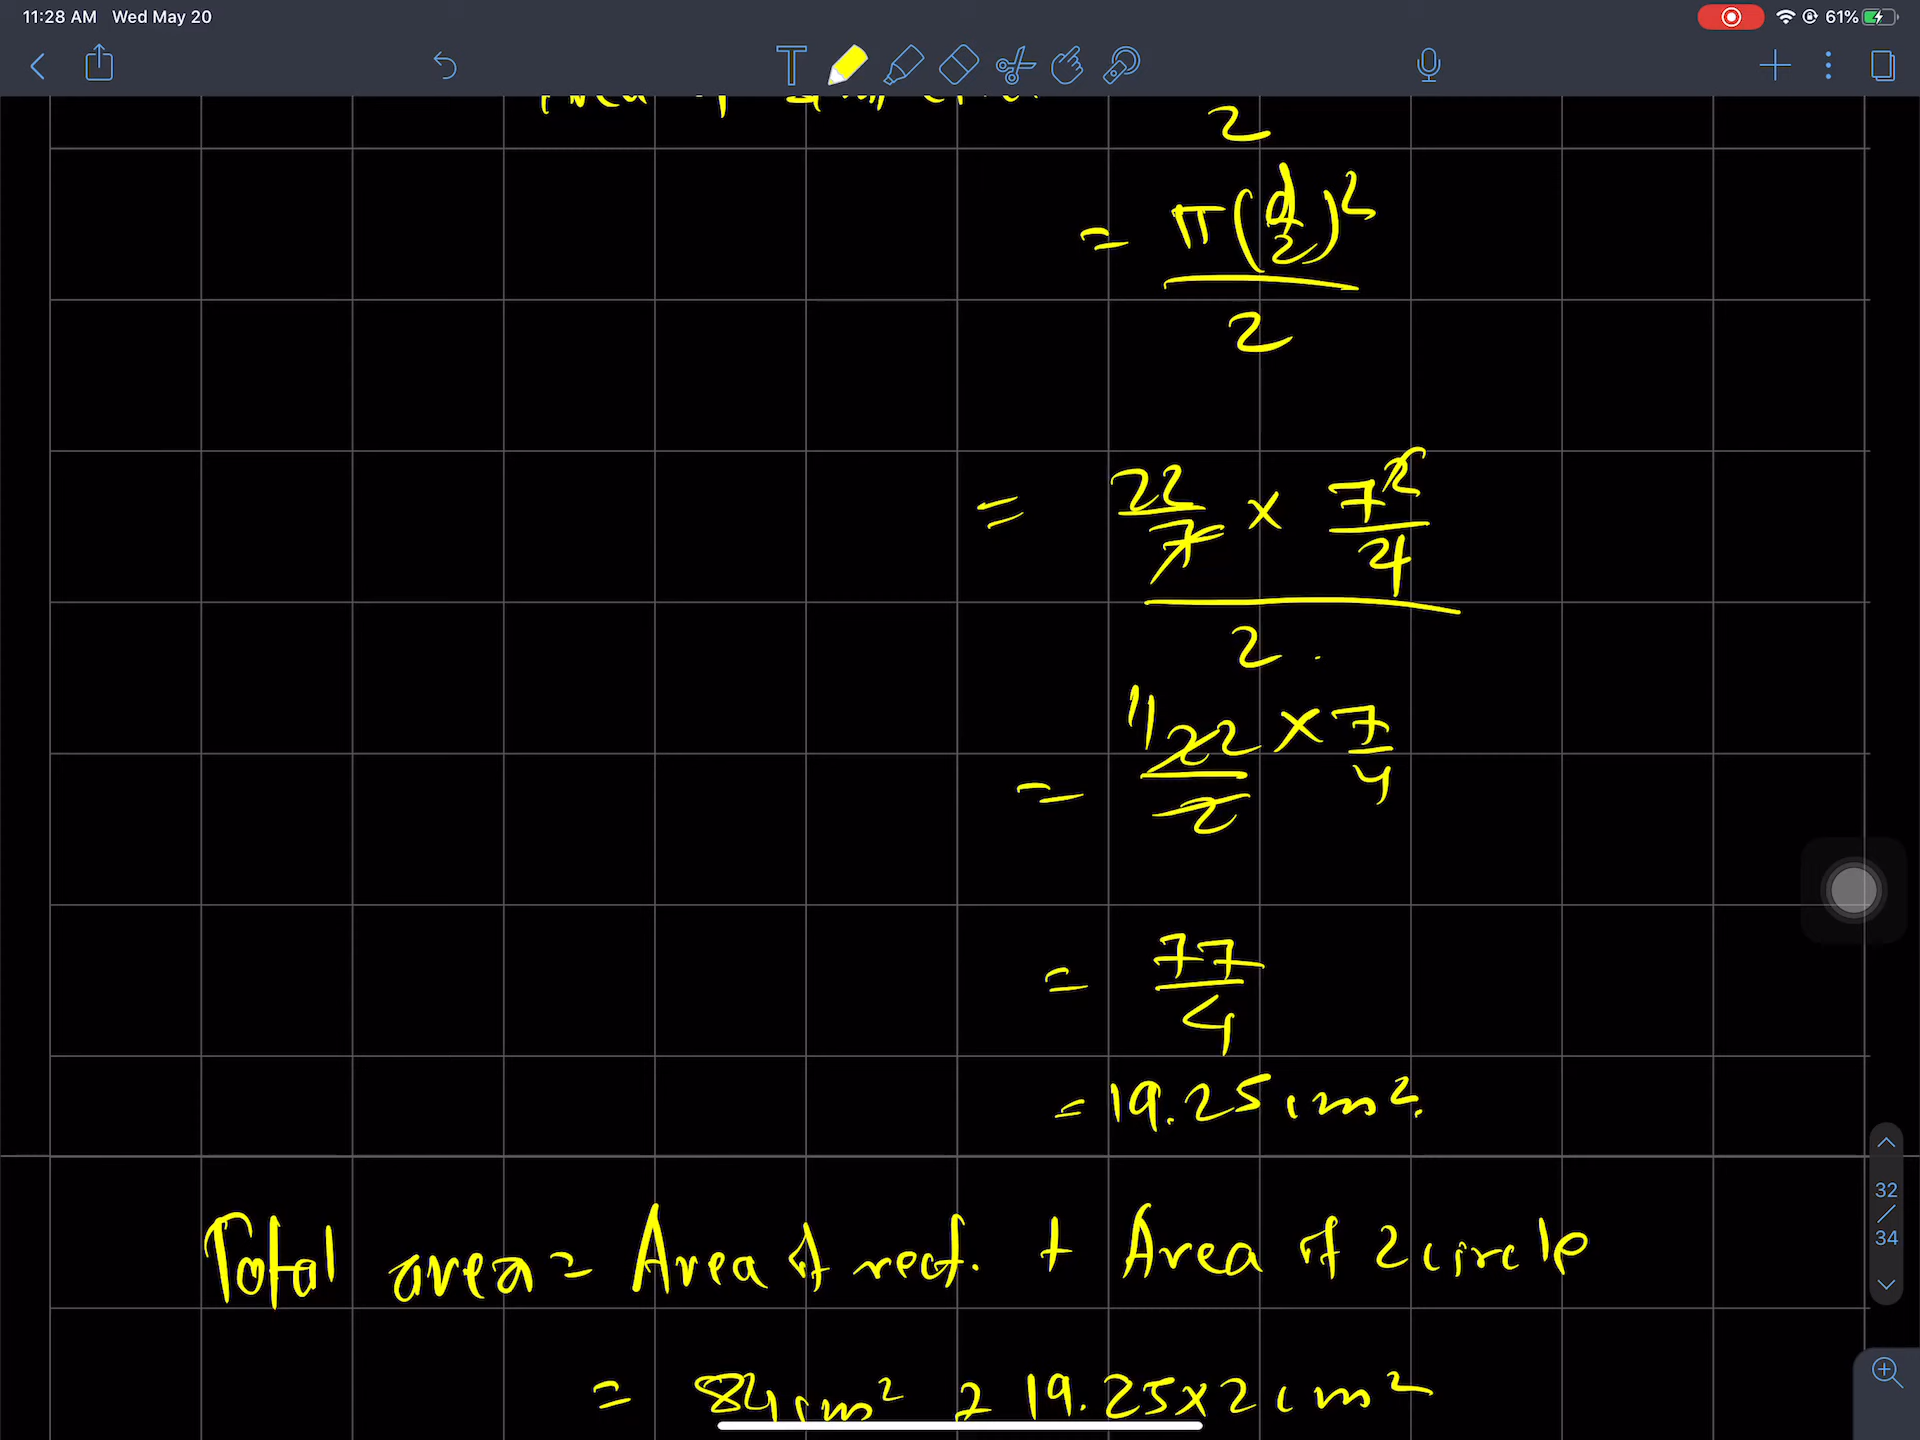 11:28 AM Wed May 20
61%
2
= π(d/2)²
2
= 22/7 × 7²/4
2
11
= 22/2 × 7/4
= 77/4
= 19.25 cm².
Total area = Area of rect. + Area of 2 circle
= 84 cm² + 19.25×2 cm²
32
/
34